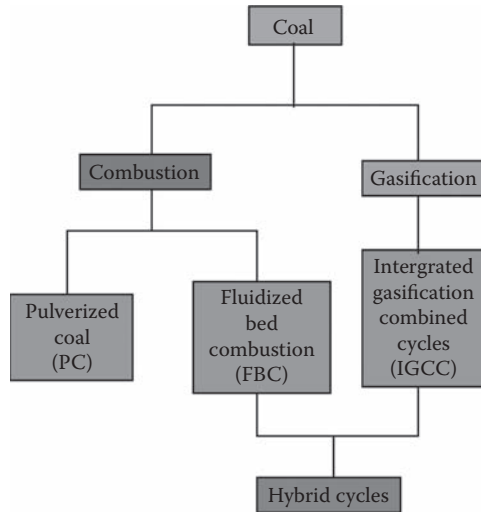 Coal
Combustion
Gasification
Pulverized
coal
(PC)
Fluidized
bed
combustion
(FBC)
Intergrated
gasification
combined
cycles
(IGCC)
Hybrid cycles